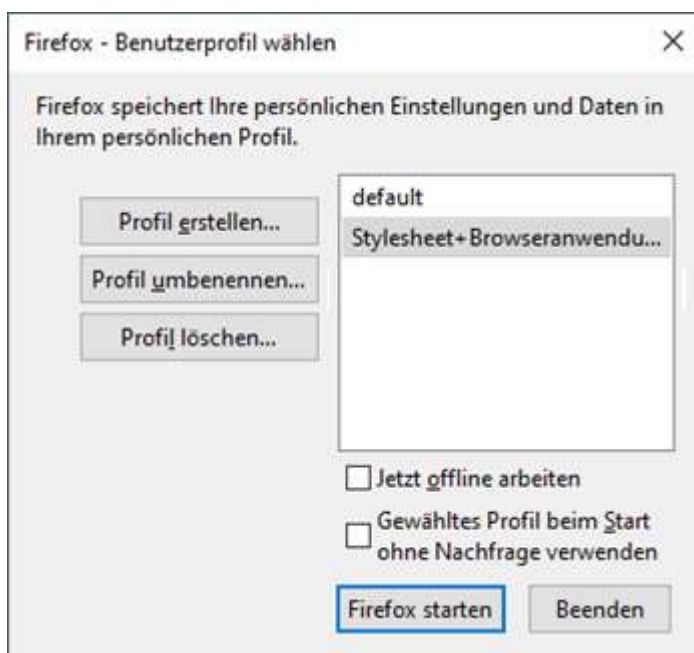 Firefox - Benutzerprofil wählen
Firefox speichert Ihre persönlichen Einstellungen und Daten in
Ihrem persönlichen Profil.
Profil erstellen...
Profil umbenennen...
Profil löschen...
default
Stylesheet+Browseranwendu...
Jetzt offline arbeiten
Gewähltes Profil beim Start
ohne Nachfrage verwenden
Firefox starten
Beenden